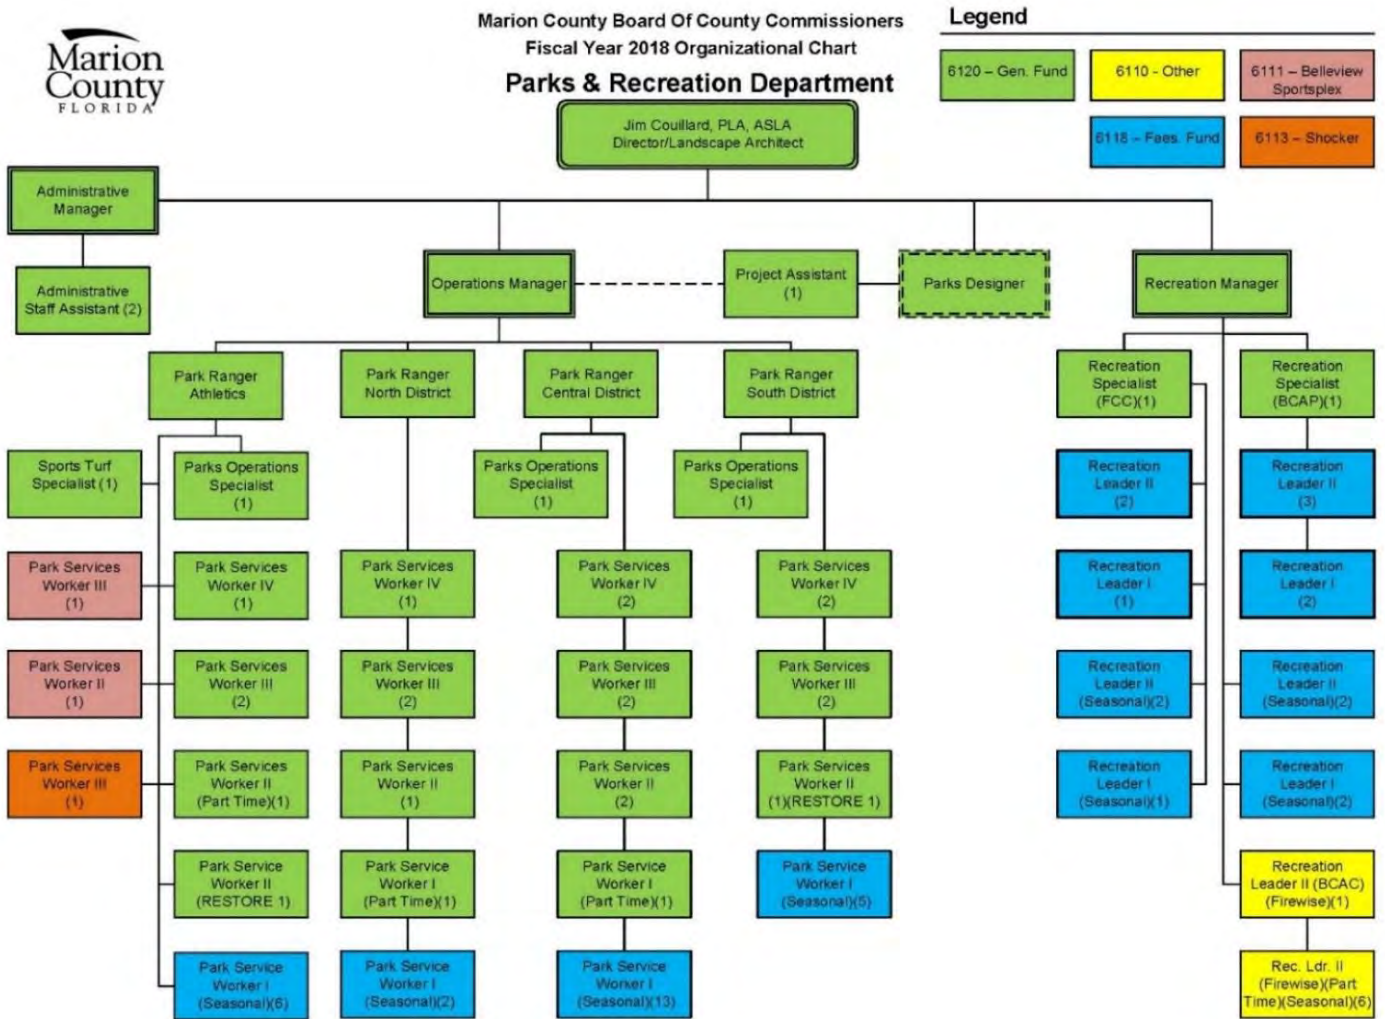 Marion
County
FLORIDA
Marion County Board Of County Commissioners
Fiscal Year 2018 Organizational Chart
Parks & Recreation Department
Legend
6120 – Gen. Fund
6110 - Other
6111 – Belleview
Sportsplex
6118 – Fees. Fund
6113 – Shocker
Jim Couillard, PLA, ASLA
Director/Landscape Architect
Administrative
Manager
Administrative
Staff Assistant (2)
Operations Manager
Project Assistant
(1)
Parks Designer
Recreation Manager
Park Ranger
Athletics
Park Ranger
North District
Park Ranger
Central District
Park Ranger
South District
Recreation
Specialist
(FCC)(1)
Recreation
Specialist
(BCAP)(1)
Sports Turf
Specialist (1)
Parks Operations
Specialist
(1)
Parks Operations
Specialist
(1)
Parks Operations
Specialist
(1)
Recreation
Leader II
(2)
Recreation
Leader II
(3)
Park Services
Worker III
(1)
Park Services
Worker IV
(1)
Park Services
Worker IV
(1)
Park Services
Worker IV
(2)
Park Services
Worker IV
(2)
Recreation
Leader I
(1)
Recreation
Leader I
(2)
Park Services
Worker II
(1)
Park Services
Worker III
(2)
Park Services
Worker III
(2)
Park Services
Worker III
(2)
Park Services
Worker III
(2)
Recreation
Leader II
(Seasonal)(2)
Recreation
Leader II
(Seasonal)(2)
Park Services
Worker III
(1)
Park Services
Worker II
(Part Time)(1)
Park Services
Worker II
(1)
Park Services
Worker II
(2)
Park Services
Worker II
(1)(RESTORE 1)
Recreation
Leader I
(Seasonal)(1)
Recreation
Leader I
(Seasonal)(2)
Park Service
Worker II
(RESTORE 1)
Park Service
Worker I
(Part Time)(1)
Park Service
Worker I
(Part Time)(1)
Park Service
Worker I
(Seasonal)(5)
Recreation
Leader II (BCAC)
(Firewise)(1)
Park Service
Worker I
(Seasonal)(6)
Park Service
Worker I
(Seasonal)(2)
Park Service
Worker I
(Seasonal)(13)
Rec. Ldr. II
(Firewise)(Part
Time)(Seasonal)(6)